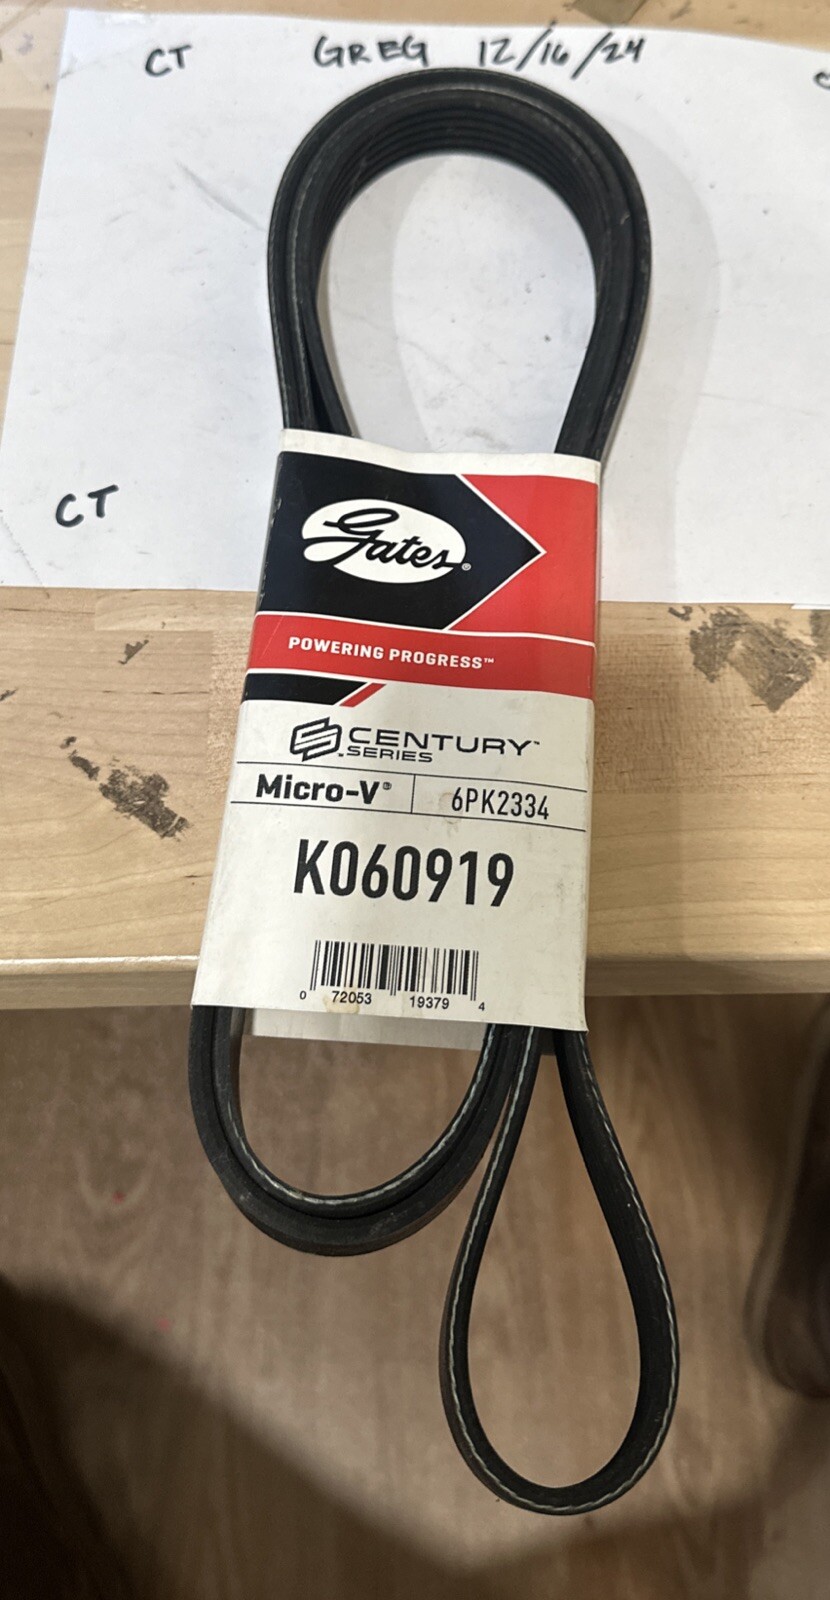 CT GREG 12/16/24
CT
Gates®
POWERING PROGRESS™
CENTURY™
SERIES
Micro-V® 6PK2334
K060919
0 72053 19379 4